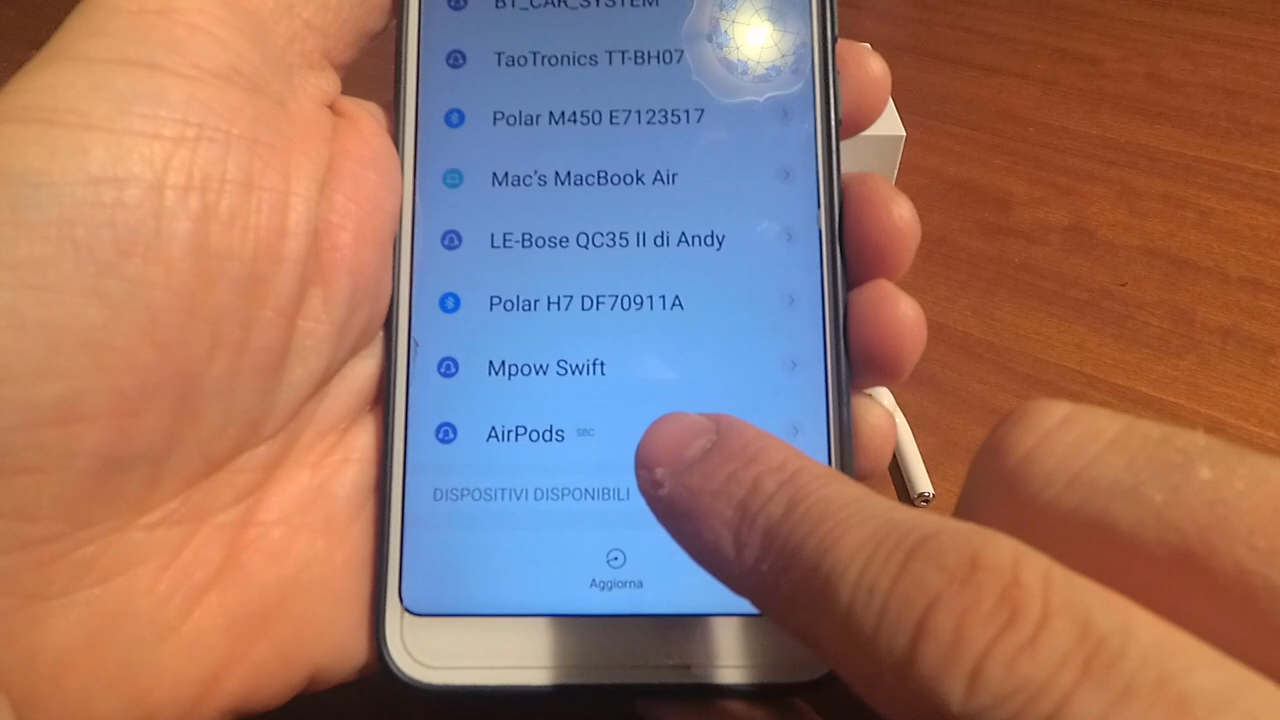 BT_CAR_SYSTEM
TaoTronics TT-BH07
Polar M450 E7123517
Mac's MacBook Air
LE-Bose QC35 II di Andy
Polar H7 DF70911A
Mpow Swift
AirPods SBC
DISPOSITIVI DISPONIBILI
Aggiorna